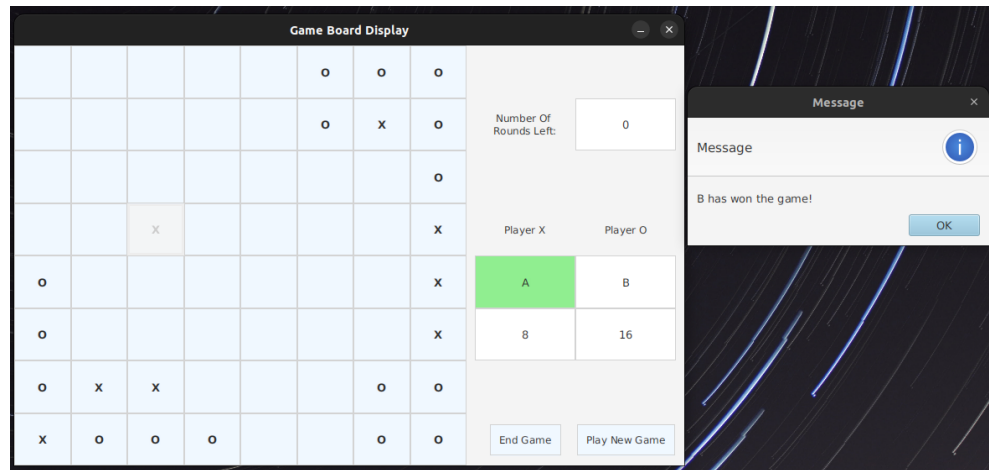 Game Board Display
O O O
O X O
Number Of
Rounds Left:
0
O
X X
Player X
Player O
O X
A
B
O X
8
16
O X X O O
X O O O O O
End Game
Play New Game
Message
Message
i
B has won the game!
OK